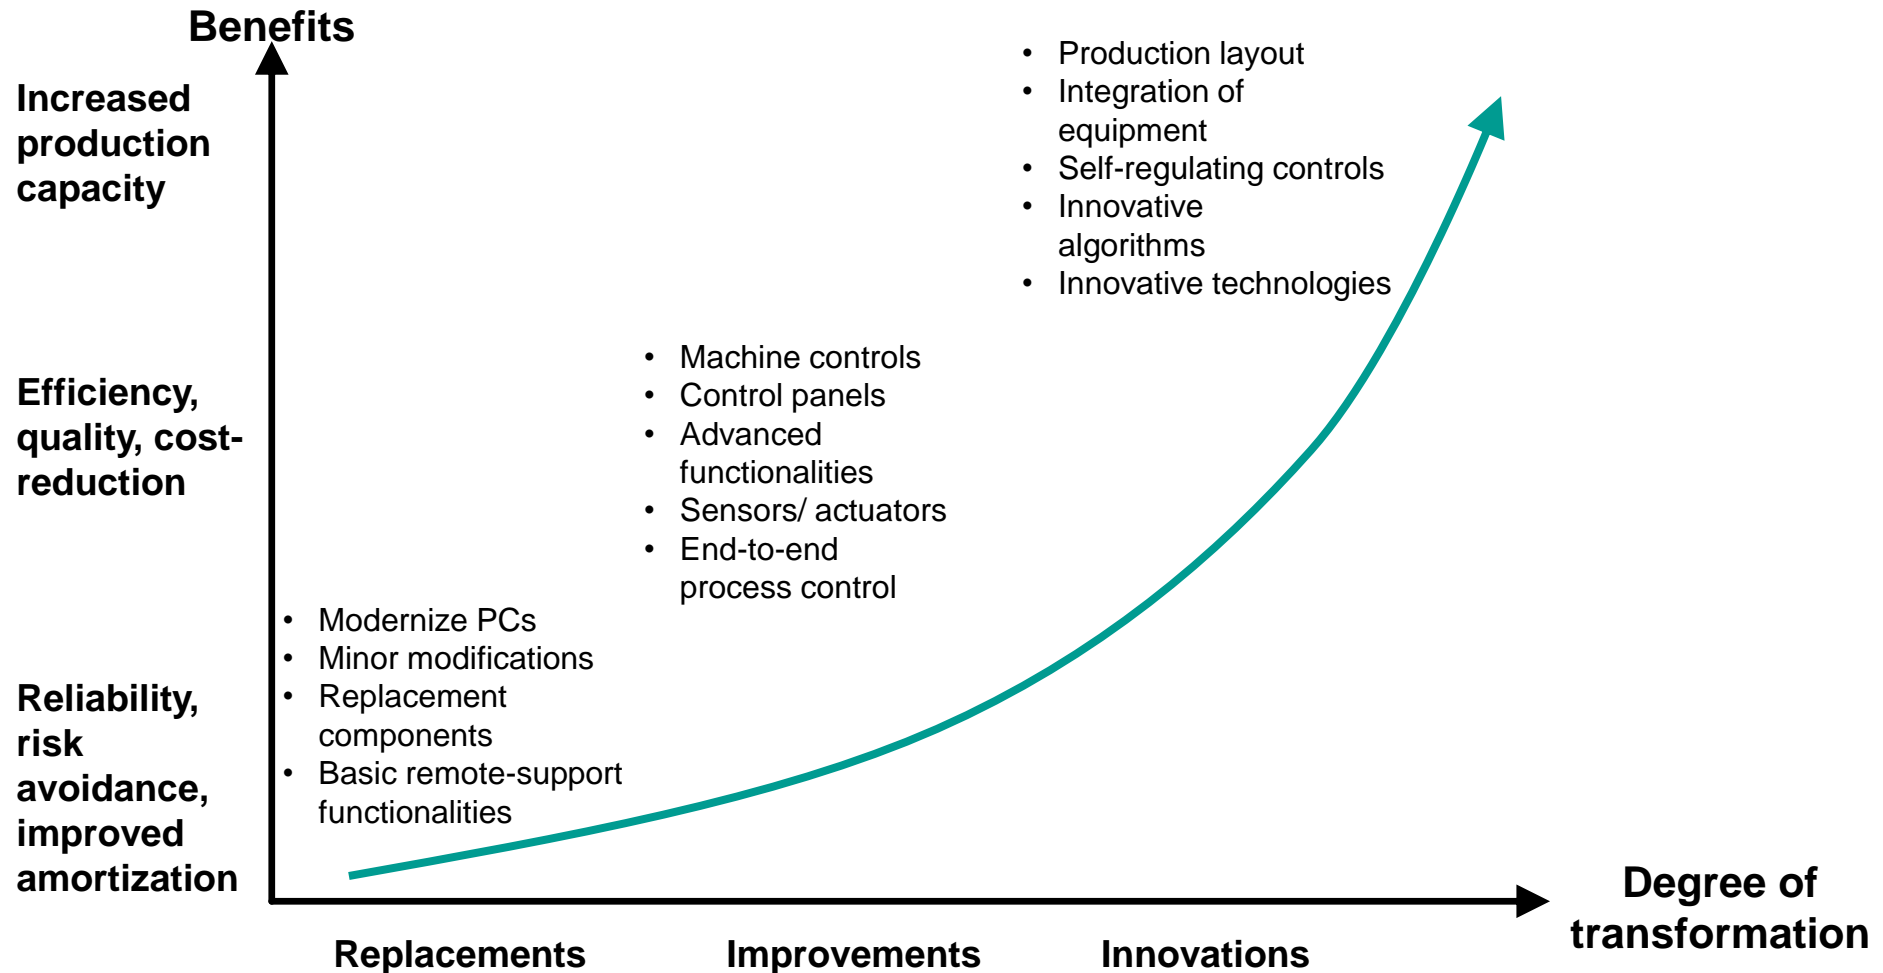 Benefits
Increased
production
capacity
• Production layout
• Integration of
equipment
• Self-regulating controls
• Innovative
algorithms
• Innovative technologies
Efficiency,
quality, cost-
reduction
• Machine controls
• Control panels
• Advanced
functionalities
• Sensors/ actuators
• End-to-end
process control
Reliability,
risk
avoidance,
improved
amortization
• Modernize PCs
• Minor modifications
• Replacement
components
• Basic remote-support
functionalities
Replacements
Improvements
Innovations
Degree of
transformation